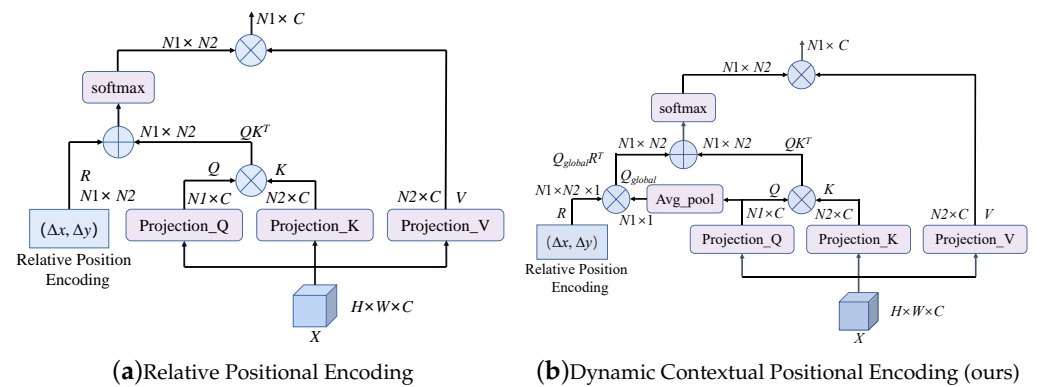 N1× C
N1× N2
softmax
N1× N2
QK^T
R
N1× N2
Q
K
N1×C
N2×C
N2×C
V
(Δx, Δy)
Projection_Q
Projection_K
Projection_V
Relative Position
Encoding
H×W×C
X
(a)Relative Positional Encoding
N1× C
N1× N2
softmax
N1× N2
N1× N2
QK^T
Q_global R^T
Q_global
N1×N2 ×1
Avg_pool
Q
K
R
N1×1
N1×C
N2×C
N2×C
V
(Δx, Δy)
Projection_Q
Projection_K
Projection_V
Relative Position
Encoding
H×W×C
X
(b)Dynamic Contextual Positional Encoding (ours)